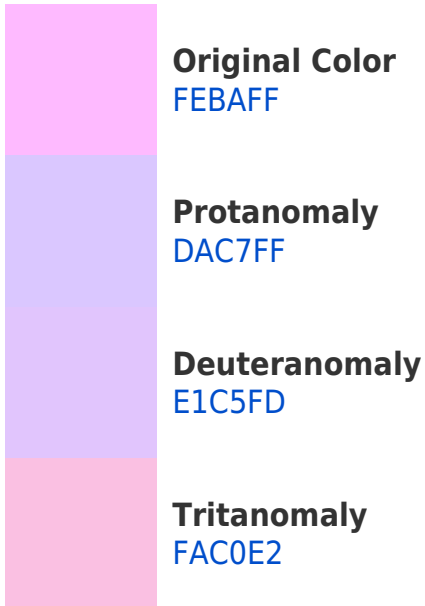 Original Color
FEBAFF
Protanomaly
DAC7FF
Deuteranomaly
E1C5FD
Tritanomaly
FAC0E2